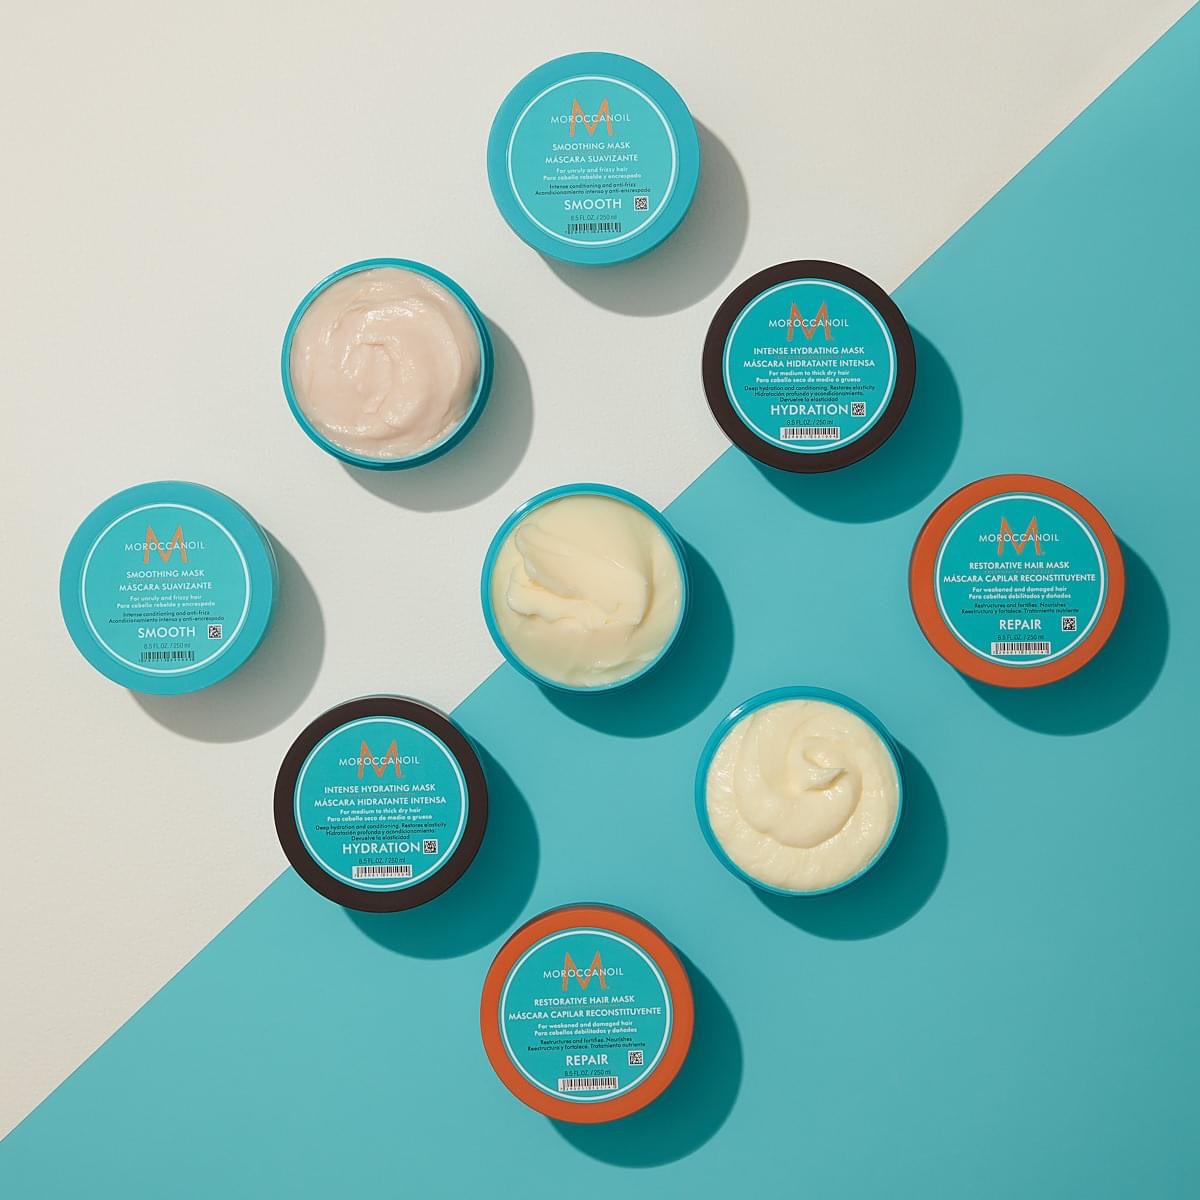 M
MOROCCANOIL
SMOOTHING MASK
MÁSCARA SUAVIZANTE
For unruly and frizzy hair
Para cabello rebelde y encrespado
Intense conditioning and anti-frizz
Acondicionamiento intenso y anti-encrespado
SMOOTH
8.5 FL.OZ. / 250 ml
M
MOROCCANOIL
INTENSE HYDRATING MASK
MÁSCARA HIDRATANTE INTENSA
For medium to thick dry hair
Para cabello seco de medio a grueso
Deep hydration and conditioning. Restores elasticity
Hidratación profunda y acondicionamiento.
Devuelve la elasticidad
HYDRATION
8.5 FL.OZ. / 250 ml
M
MOROCCANOIL
RESTORATIVE HAIR MASK
MÁSCARA CAPILAR RECONSTITUYENTE
For weakened and damaged hair
Para cabellos debilitados y dañados
Restructures and fortifies. Nourishes
Reestructura y fortalece. Tratamiento nutriente
REPAIR
8.5 FL.OZ. / 250 ml
M
MOROCCANOIL
SMOOTHING MASK
MÁSCARA SUAVIZANTE
For unruly and frizzy hair
Para cabello rebelde y encrespado
Intense conditioning and anti-frizz
Acondicionamiento intenso y anti-encrespado
SMOOTH
8.5 FL.OZ. / 250 ml
M
MOROCCANOIL
INTENSE HYDRATING MASK
MÁSCARA HIDRATANTE INTENSA
For medium to thick dry hair
Para cabello seco de medio a grueso
Deep hydration and conditioning. Restores elasticity
Hidratación profunda y acondicionamiento.
Devuelve la elasticidad
HYDRATION
8.5 FL.OZ. / 250 ml
M
MOROCCANOIL
RESTORATIVE HAIR MASK
MÁSCARA CAPILAR RECONSTITUYENTE
For weakened and damaged hair
Para cabellos debilitados y dañados
Restructures and fortifies. Nourishes
Reestructura y fortalece. Tratamiento nutriente
REPAIR
8.5 FL.OZ. / 250 ml